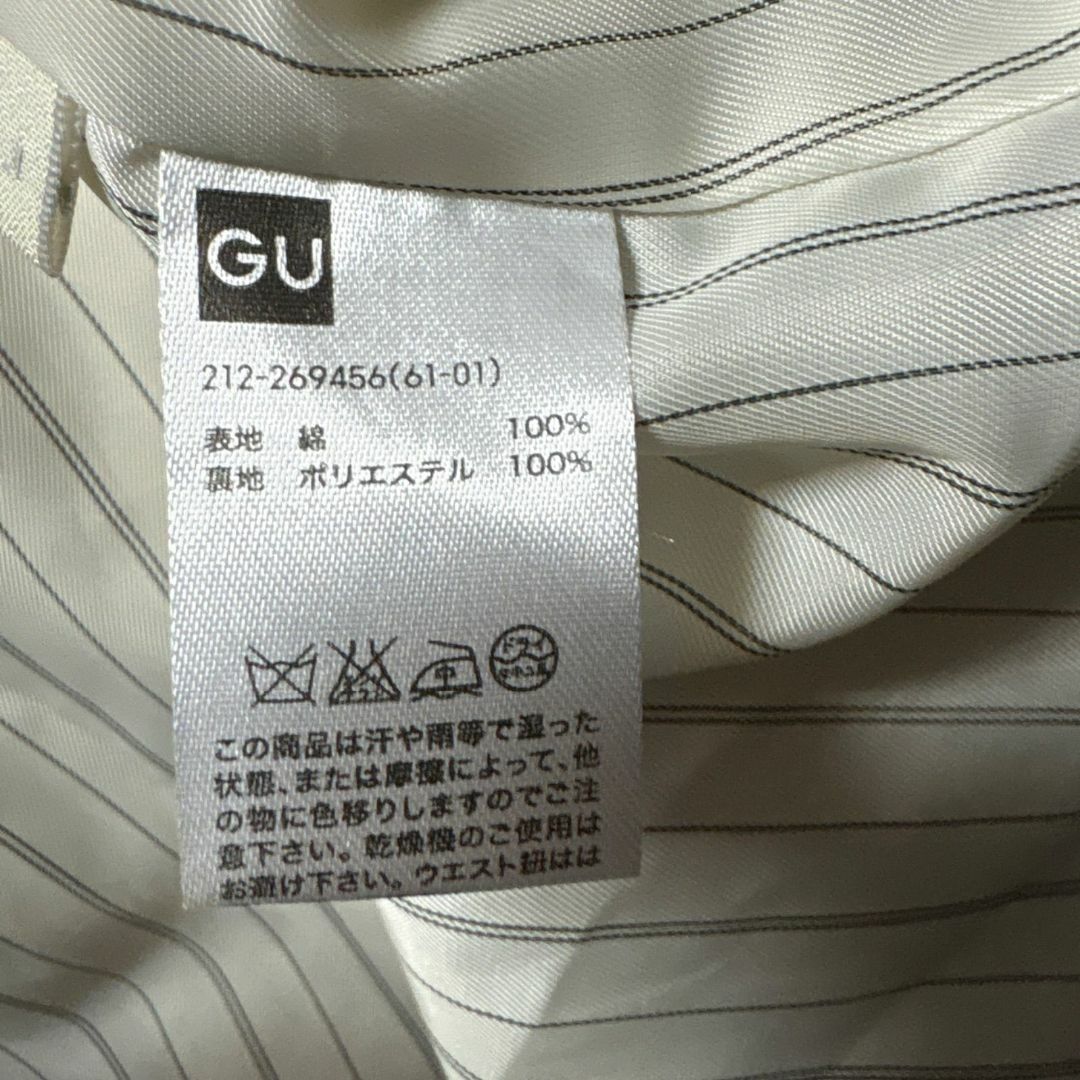 GU
212-269456(61-01)
表地 綿 100%
裏地 ポリエステル 100%
中
ドライ
この商品は汗や雨等で湿った
状態、または摩擦によって、他
の物に色移りしますのでご注
意下さい。乾燥機のご使用は
お避け下さい。ウエスト紐はは